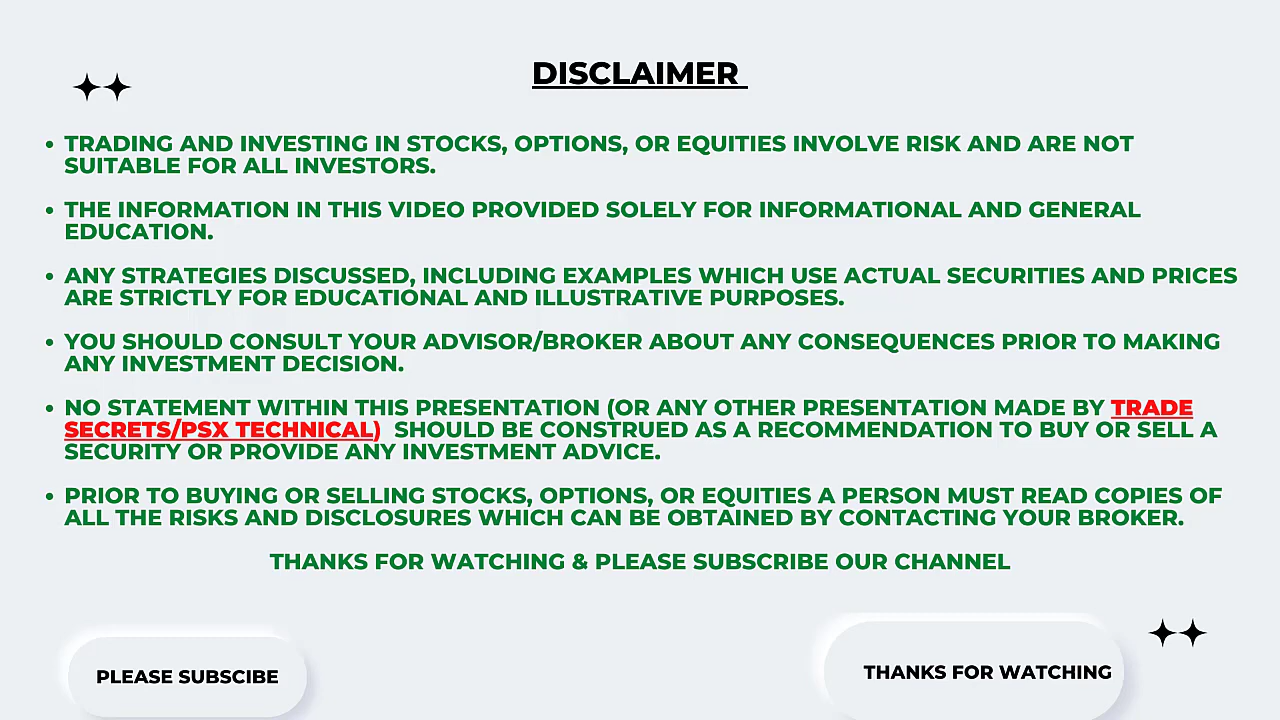 DISCLAIMER
• TRADING AND INVESTING IN STOCKS, OPTIONS, OR EQUITIES INVOLVE RISK AND ARE NOT
SUITABLE FOR ALL INVESTORS.
• THE INFORMATION IN THIS VIDEO PROVIDED SOLELY FOR INFORMATIONAL AND GENERAL
EDUCATION.
• ANY STRATEGIES DISCUSSED, INCLUDING EXAMPLES WHICH USE ACTUAL SECURITIES AND PRICES
ARE STRICTLY FOR EDUCATIONAL AND ILLUSTRATIVE PURPOSES.
• YOU SHOULD CONSULT YOUR ADVISOR/BROKER ABOUT ANY CONSEQUENCES PRIOR TO MAKING
ANY INVESTMENT DECISION.
• NO STATEMENT WITHIN THIS PRESENTATION (OR ANY OTHER PRESENTATION MADE BY TRADE
SECRETS/PSX TECHNICAL) SHOULD BE CONSTRUED AS A RECOMMENDATION TO BUY OR SELL A
SECURITY OR PROVIDE ANY INVESTMENT ADVICE.
• PRIOR TO BUYING OR SELLING STOCKS, OPTIONS, OR EQUITIES A PERSON MUST READ COPIES OF
ALL THE RISKS AND DISCLOSURES WHICH CAN BE OBTAINED BY CONTACTING YOUR BROKER.
THANKS FOR WATCHING & PLEASE SUBSCRIBE OUR CHANNEL
PLEASE SUBSCIBE
THANKS FOR WATCHING